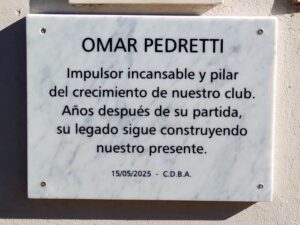 OMAR PEDRETTI
Impulsor incansable y pilar
del crecimiento de nuestro club.
Años después de su partida,
su legado sigue construyendo
nuestro presente.
15/05/2025 - C.D.B.A.